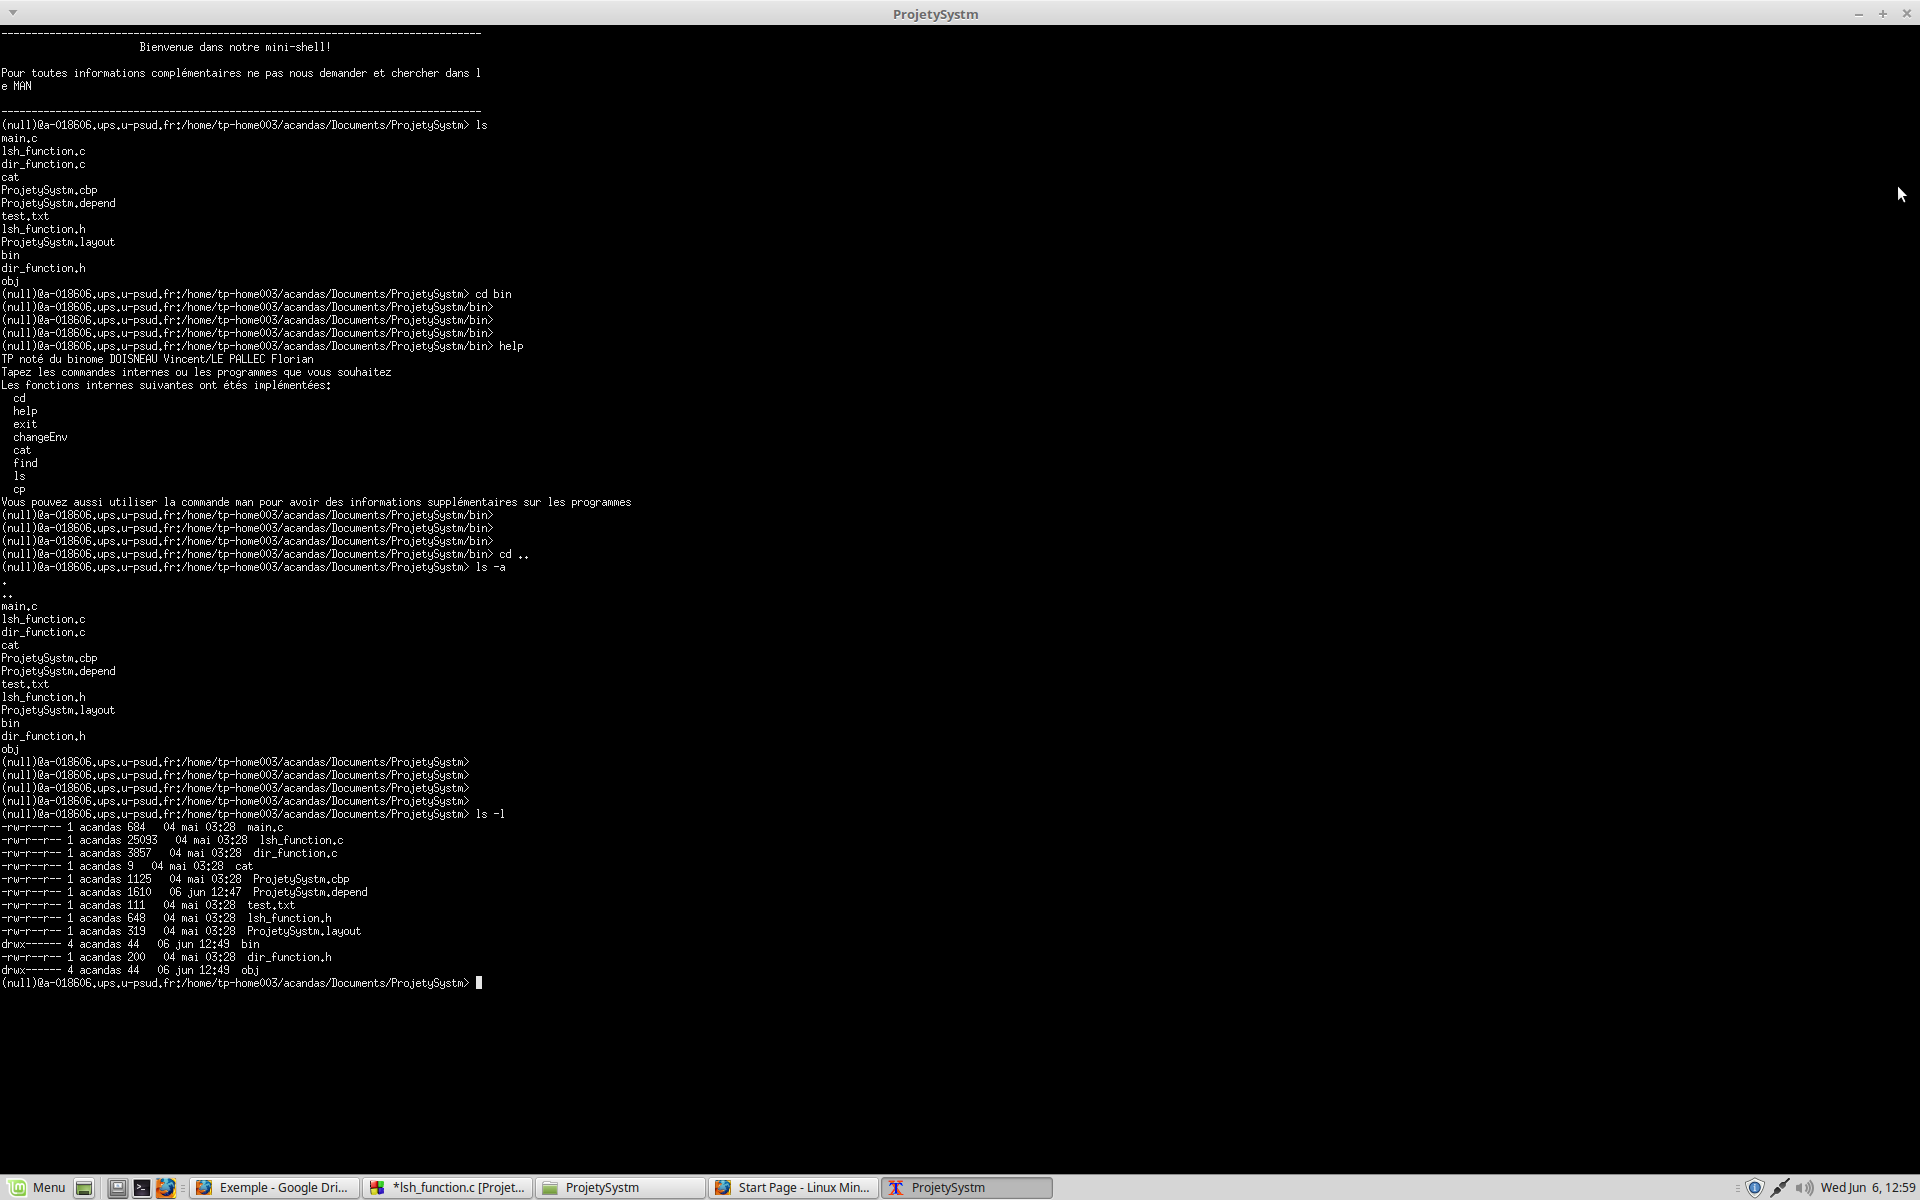 ProjetySystm
--------------------------------------------------------------------------------
Bienvenue dans notre mini-shell!
Pour toutes informations complémentaires ne pas nous demander et chercher dans l
e MAN
--------------------------------------------------------------------------------
(null)@a-018606.ups.u-psud.fr:/home/tp-home003/acandas/Documents/ProjetySystm> ls
main.c
lsh_function.c
dir_function.c
cat
ProjetySystm.cbp
ProjetySystm.depend
test.txt
lsh_function.h
ProjetySystm.layout
bin
dir_function.h
obj
(null)@a-018606.ups.u-psud.fr:/home/tp-home003/acandas/Documents/ProjetySystm> cd bin
(null)@a-018606.ups.u-psud.fr:/home/tp-home003/acandas/Documents/ProjetySystm/bin>
(null)@a-018606.ups.u-psud.fr:/home/tp-home003/acandas/Documents/ProjetySystm/bin>
(null)@a-018606.ups.u-psud.fr:/home/tp-home003/acandas/Documents/ProjetySystm/bin>
(null)@a-018606.ups.u-psud.fr:/home/tp-home003/acandas/Documents/ProjetySystm/bin> help
TP noté du binome DOISNEAU Vincent/LE PALLEC Florian
Tapez les commandes internes ou les programmes que vous souhaitez
Les fonctions internes suivantes ont étés implémentées:
cd
help
exit
changeEnv
cat
find
ls
cp
Vous pouvez aussi utiliser la commande man pour avoir des informations supplémentaires sur les programmes
(null)@a-018606.ups.u-psud.fr:/home/tp-home003/acandas/Documents/ProjetySystm/bin>
(null)@a-018606.ups.u-psud.fr:/home/tp-home003/acandas/Documents/ProjetySystm/bin>
(null)@a-018606.ups.u-psud.fr:/home/tp-home003/acandas/Documents/ProjetySystm/bin>
(null)@a-018606.ups.u-psud.fr:/home/tp-home003/acandas/Documents/ProjetySystm/bin> cd ..
(null)@a-018606.ups.u-psud.fr:/home/tp-home003/acandas/Documents/ProjetySystm> ls -a
.
..
main.c
lsh_function.c
dir_function.c
cat
ProjetySystm.cbp
ProjetySystm.depend
test.txt
lsh_function.h
ProjetySystm.layout
bin
dir_function.h
obj
(null)@a-018606.ups.u-psud.fr:/home/tp-home003/acandas/Documents/ProjetySystm>
(null)@a-018606.ups.u-psud.fr:/home/tp-home003/acandas/Documents/ProjetySystm>
(null)@a-018606.ups.u-psud.fr:/home/tp-home003/acandas/Documents/ProjetySystm>
(null)@a-018606.ups.u-psud.fr:/home/tp-home003/acandas/Documents/ProjetySystm>
(null)@a-018606.ups.u-psud.fr:/home/tp-home003/acandas/Documents/ProjetySystm> ls -l
-rw-r--r-- 1 acandas 684   04 mai 03:28  main.c
-rw-r--r-- 1 acandas 25093   04 mai 03:28  lsh_function.c
-rw-r--r-- 1 acandas 3857   04 mai 03:28  dir_function.c
-rw-r--r-- 1 acandas 9   04 mai 03:28  cat
-rw-r--r-- 1 acandas 1125   04 mai 03:28  ProjetySystm.cbp
-rw-r--r-- 1 acandas 1610   06 jun 12:47  ProjetySystm.depend
-rw-r--r-- 1 acandas 111   04 mai 03:28  test.txt
-rw-r--r-- 1 acandas 648   04 mai 03:28  lsh_function.h
-rw-r--r-- 1 acandas 319   04 mai 03:28  ProjetySystm.layout
drwx------ 4 acandas 44   06 jun 12:49  bin
-rw-r--r-- 1 acandas 200   04 mai 03:28  dir_function.h
drwx------ 4 acandas 44   06 jun 12:49  obj
(null)@a-018606.ups.u-psud.fr:/home/tp-home003/acandas/Documents/ProjetySystm>
Menu Exemple - Google Dri... *lsh_function.c [Projet... ProjetySystm Start Page - Linux Min... ProjetySystm Wed Jun 6, 12:59